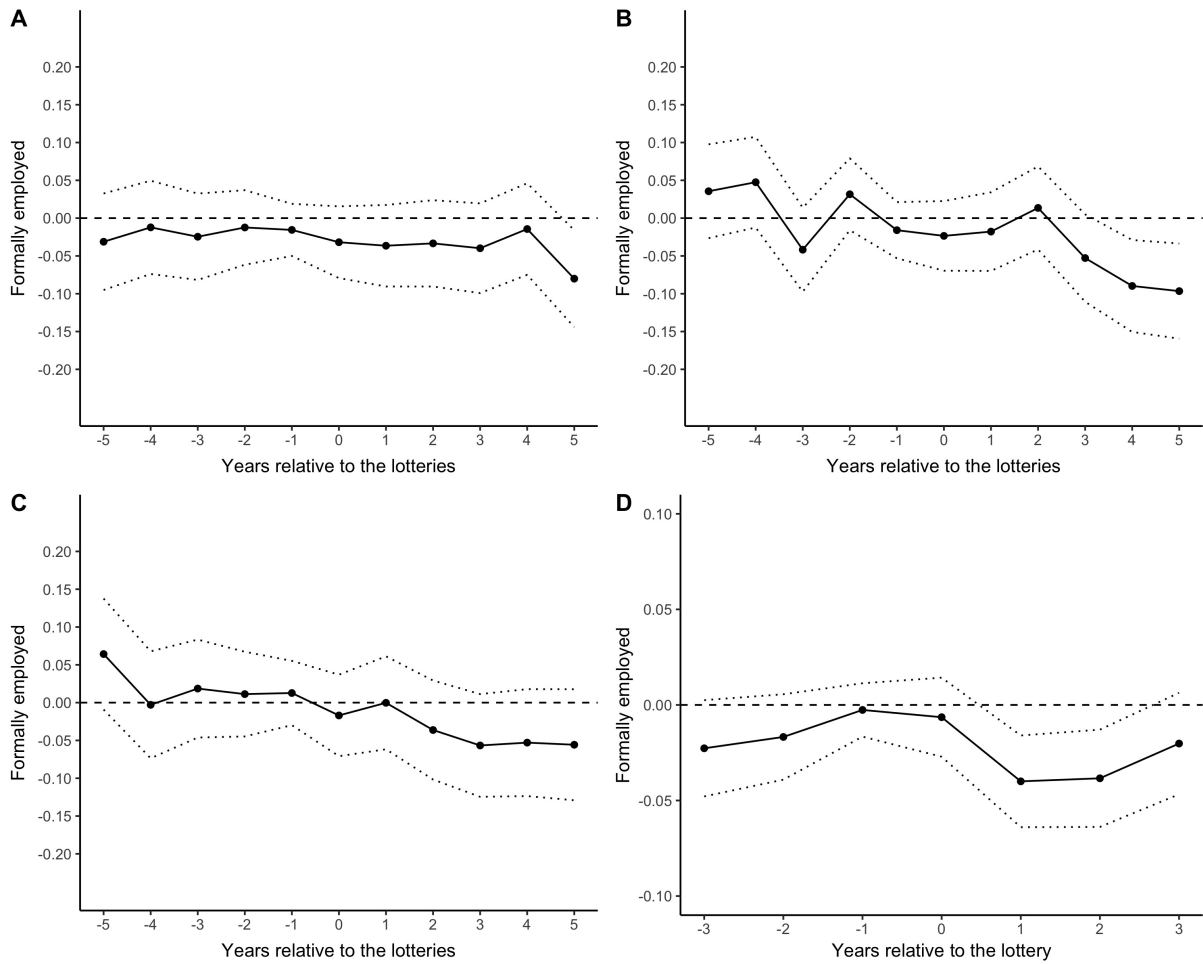 A
Formally employed
0.20
0.15
0.10
0.05
0.00
-0.05
-0.10
-0.15
-0.20
-5 -4 -3 -2 -1 0 1 2 3 4 5
Years relative to the lotteries
B
Formally employed
0.20
0.15
0.10
0.05
0.00
-0.05
-0.10
-0.15
-0.20
-5 -4 -3 -2 -1 0 1 2 3 4 5
Years relative to the lotteries
C
Formally employed
0.20
0.15
0.10
0.05
0.00
-0.05
-0.10
-0.15
-0.20
-5 -4 -3 -2 -1 0 1 2 3 4 5
Years relative to the lotteries
D
Formally employed
0.10
0.05
0.00
-0.05
-0.10
-3 -2 -1 0 1 2 3
Years relative to the lottery